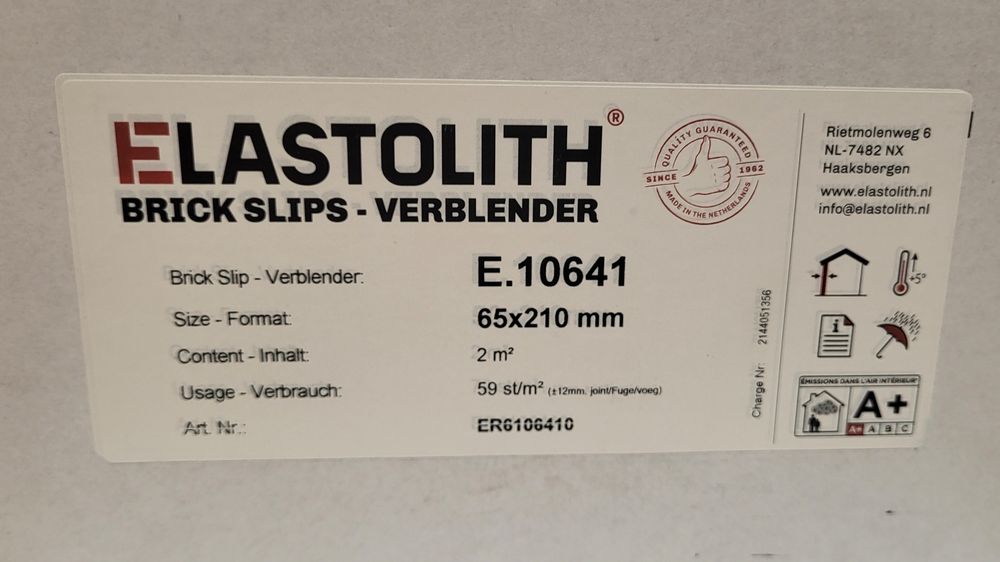 ELASTOLITH®
BRICK SLIPS - VERBLENDER
QUALITY GUARANTEED
SINCE 1962
MADE IN THE NETHERLANDS
Brick Slip - Verblender: E.10641
Size - Format: 65x210 mm
Content - Inhalt: 2 m²
Usage - Verbrauch: 59 st/m² (±12mm. joint/Fuge/voeg)
Art. Nr.: ER6106410
Charge Nr: 2144051356
Rietmolenweg 6
NL-7482 NX
Haaksbergen
www.elastolith.nl
info@elastolith.nl
+5°
i
ÉMISSIONS DANS L'AIR INTÉRIEUR*
A+
A+ A B C